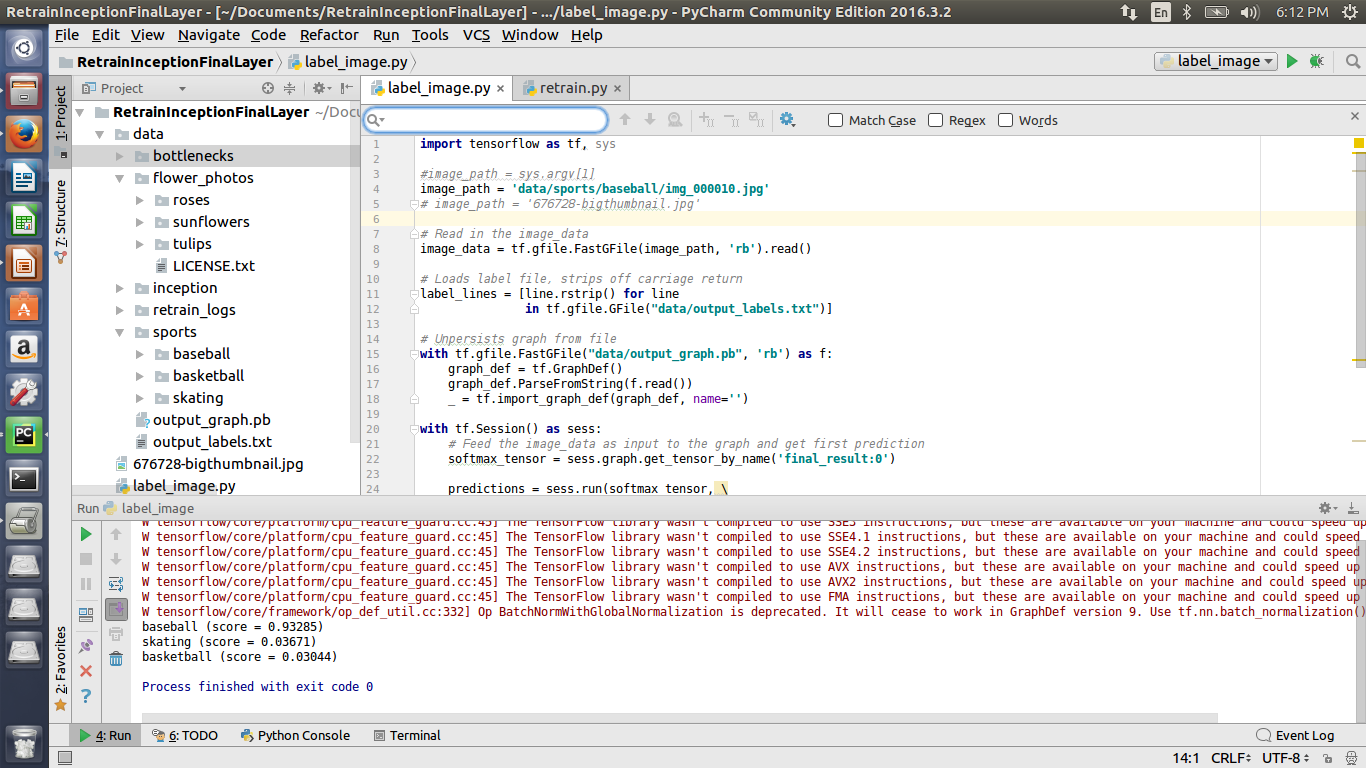 RetrainInceptionFinalLayer - [~/Documents/RetrainInceptionFinalLayer] - .../label_image.py - PyCharm Community Edition 2016.3.2
En
6:12 PM
File Edit View Navigate Code Refactor Run Tools VCS Window Help
RetrainInceptionFinalLayer
label_image.py
label_image
Project
label_image.py ×
retrain.py ×
1: Project
7: Structure
2: Favorites
RetrainInceptionFinalLayer ~/Docu
data
bottlenecks
flower_photos
roses
sunflowers
tulips
LICENSE.txt
inception
retrain_logs
sports
baseball
basketball
skating
output_graph.pb
output_labels.txt
676728-bigthumbnail.jpg
label_image.py
Match Case
Regex
Words
1 import tensorflow as tf, sys
2
3 #image_path = sys.argv[1]
4 image_path = 'data/sports/baseball/img_000010.jpg'
5 # image_path = '676728-bigthumbnail.jpg'
6
7 # Read in the image_data
8 image_data = tf.gfile.FastGFile(image_path, 'rb').read()
9
10 # Loads label file, strips off carriage return
11 label_lines = [line.rstrip() for line
12 in tf.gfile.GFile("data/output_labels.txt")]
13
14 # Unpersists graph from file
15 with tf.gfile.FastGFile("data/output_graph.pb", 'rb') as f:
16 graph_def = tf.GraphDef()
17 graph_def.ParseFromString(f.read())
18 _ = tf.import_graph_def(graph_def, name='')
19
20 with tf.Session() as sess:
21 # Feed the image_data as input to the graph and get first prediction
22 softmax_tensor = sess.graph.get_tensor_by_name('final_result:0')
23
24 predictions = sess.run(softmax_tensor, \
Run label_image
W tensorflow/core/platform/cpu_feature_guard.cc:45] The TensorFlow library wasn't compiled to use SSE3 instructions, but these are available on your machine and could speed up
W tensorflow/core/platform/cpu_feature_guard.cc:45] The TensorFlow library wasn't compiled to use SSE4.1 instructions, but these are available on your machine and could speed
W tensorflow/core/platform/cpu_feature_guard.cc:45] The TensorFlow library wasn't compiled to use SSE4.2 instructions, but these are available on your machine and could speed
W tensorflow/core/platform/cpu_feature_guard.cc:45] The TensorFlow library wasn't compiled to use AVX instructions, but these are available on your machine and could speed up
W tensorflow/core/platform/cpu_feature_guard.cc:45] The TensorFlow library wasn't compiled to use AVX2 instructions, but these are available on your machine and could speed up
W tensorflow/core/platform/cpu_feature_guard.cc:45] The TensorFlow library wasn't compiled to use FMA instructions, but these are available on your machine and could speed up
W tensorflow/core/framework/op_def_util.cc:332] Op BatchNormWithGlobalNormalization is deprecated. It will cease to work in GraphDef version 9. Use tf.nn.batch_normalization()
baseball (score = 0.93285)
skating (score = 0.03671)
basketball (score = 0.03044)
Process finished with exit code 0
4: Run
6: TODO
Python Console
Terminal
Event Log
14:1 CRLF UTF-8